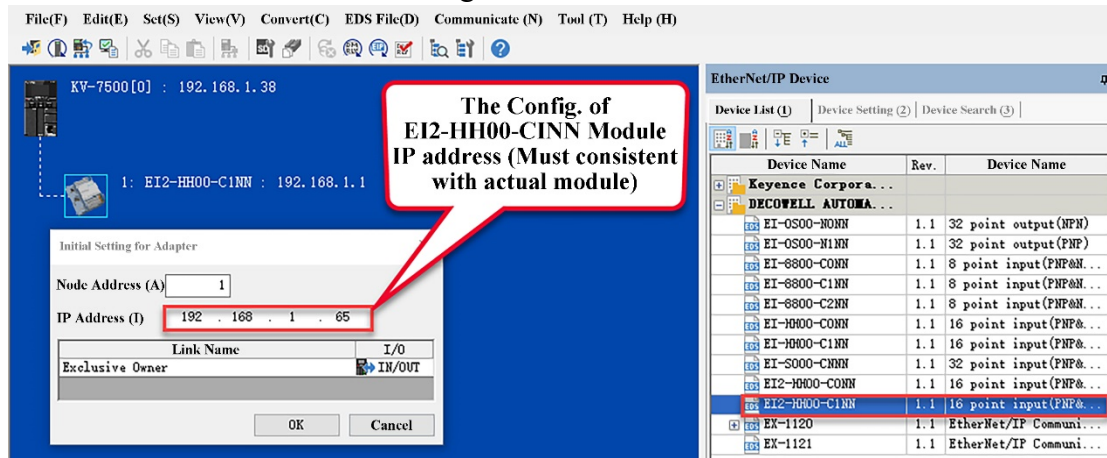 File(F) Edit(E) Set(S) View(V) Convert(C) EDS File(D) Communicate (N) Tool (T) Help (H)
KV-7500[0] : 192.168.1.38
1: EI2-HH00-C1NN : 192.168.1.1
The Config. of
EI2-HH00-CINN Module
IP address (Must consistent
with actual module)
Initial Setting for Adapter
Node Address (A) 1
IP Address (I) 192 . 168 . 1 . 65
Link Name I/O
Exclusive Owner IN/OUT
OK Cancel
EtherNet/IP Device
Device List (1) Device Setting (2) Device Search (3)
Device Name Rev. Device Name
Keyence Corpora...
DECOWELL AUTOMA...
EI-0S00-N0NN 1.1 32 point output(NPN)
EI-0S00-N1NN 1.1 32 point output(PNP)
EI-8800-C0NN 1.1 8 point input(PNP&N...
EI-8800-C1NN 1.1 8 point input(PNP&N...
EI-8800-C2NN 1.1 8 point input(PNP&N...
EI-HH00-C0NN 1.1 16 point input(PNP&...
EI-HH00-C1NN 1.1 16 point input(PNP&...
EI-S000-CNNN 1.1 32 point input(PNP&...
EI2-HH00-C0NN 1.1 16 point input(PNP&...
EI2-HH00-C1NN 1.1 16 point input(PNP&...
EX-1120 1.1 EtherNet/IP Communi...
EX-1121 1.1 EtherNet/IP Communi...